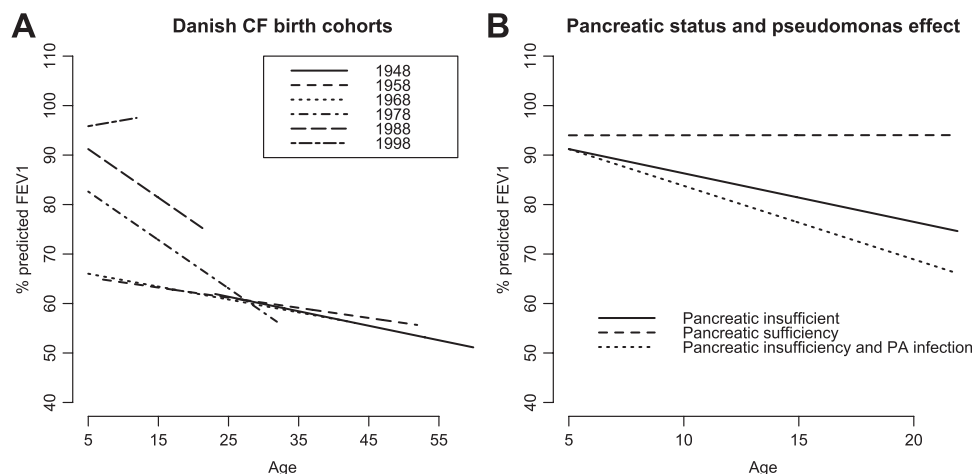 A
Danish CF birth cohorts
% predicted FEV1
110
100
90
80
70
60
50
40
1948
1958
1968
1978
1988
1998
5 15 25 35 45 55
Age
B
Pancreatic status and pseudomonas effect
% predicted FEV1
110
100
90
80
70
60
50
40
Pancreatic insufficient
Pancreatic sufficiency
Pancreatic insufficiency and PA infection
5 10 15 20
Age